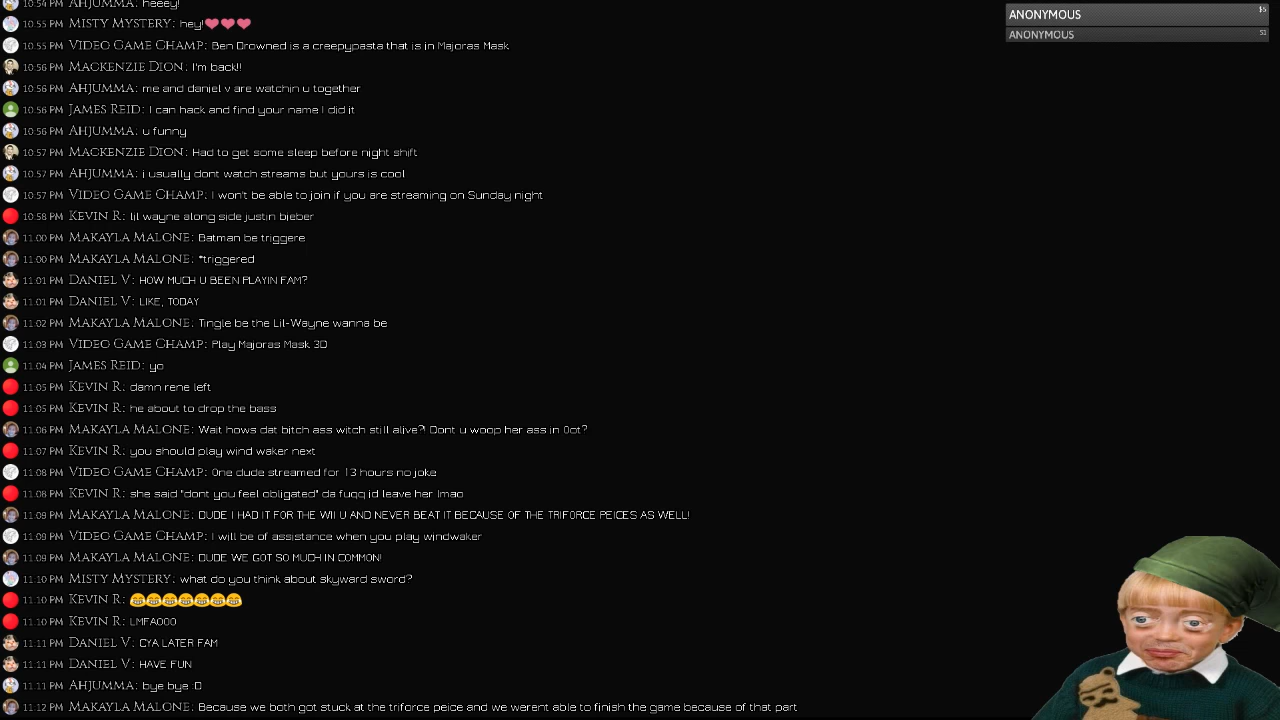 10:54 PM AHJUMMA: heeey!
10:55 PM MISTY MYSTERY: hey!❤❤❤
10:55 PM VIDEO GAME CHAMP: Ben Drowned is a creepypasta that is in Majoras Mask
10:56 PM MACKENZIE DION: I'm back!!
10:56 PM AHJUMMA: me and daniel v are watchin u together
10:56 PM JAMES REID: I can hack and find your name I did it
10:56 PM AHJUMMA: u funny
10:57 PM MACKENZIE DION: Had to get some sleep before night shift
10:57 PM AHJUMMA: i usually dont watch streams but yours is cool
10:57 PM VIDEO GAME CHAMP: I won't be able to join if you are streaming on Sunday night
10:58 PM KEVIN R: lil wayne along side justin bieber
11:00 PM MAKAYLA MALONE: Batman be triggere
11:00 PM MAKAYLA MALONE: *triggered
11:01 PM DANIEL V: HOW MUCH U BEEN PLAYIN FAM?
11:01 PM DANIEL V: LIKE, TODAY
11:02 PM MAKAYLA MALONE: Tingle be the Lil-Wayne wanna be
11:03 PM VIDEO GAME CHAMP: Play Majoras Mask 3D
11:04 PM JAMES REID: yo
11:05 PM KEVIN R: damn rene left
11:05 PM KEVIN R: he about to drop the bass
11:06 PM MAKAYLA MALONE: Wait hows dat bitch ass witch still alive?! Dont u woop her ass in Oot?
11:07 PM KEVIN R: you should play wind waker next
11:08 PM VIDEO GAME CHAMP: One dude streamed for 13 hours no joke
11:08 PM KEVIN R: she said "dont you feel obligated" da fuqq id leave her lmao
11:09 PM MAKAYLA MALONE: DUDE I HAD IT FOR THE WII U AND NEVER BEAT IT BECAUSE OF THE TRIFORCE PEICES AS WELL!
11:09 PM VIDEO GAME CHAMP: I will be of assistance when you play windwaker
11:09 PM MAKAYLA MALONE: DUDE WE GOT SO MUCH IN COMMON!
11:10 PM MISTY MYSTERY: what do you think about skyward sword?
11:10 PM KEVIN R: 😂😂😂😂😂😂😂
11:10 PM KEVIN R: LMFAOOO
11:11 PM DANIEL V: CYA LATER FAM
11:11 PM DANIEL V: HAVE FUN
11:11 PM AHJUMMA: bye bye :D
11:12 PM MAKAYLA MALONE: Because we both got stuck at the triforce peice and we werent able to finish the game because of that part
ANONYMOUS $5
ANONYMOUS $1